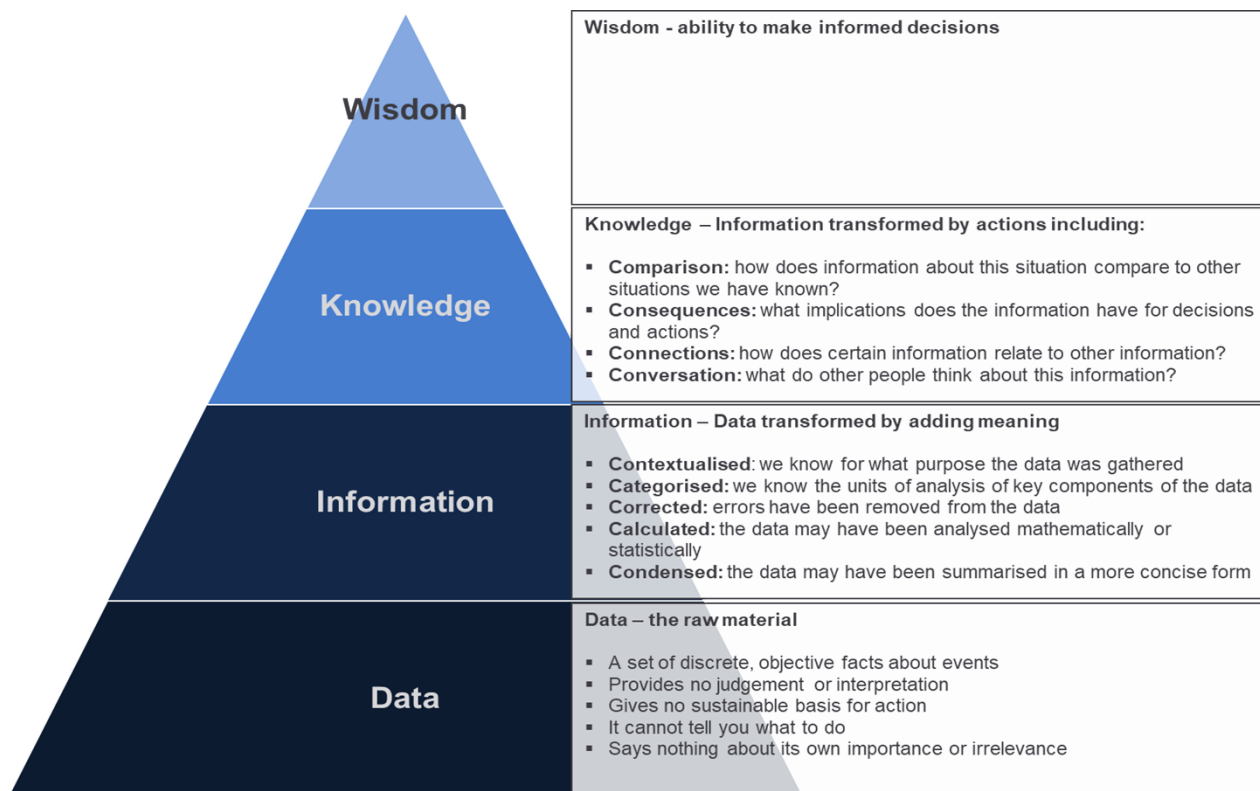 Wisdom
Wisdom - ability to make informed decisions
Knowledge
Knowledge – Information transformed by actions including:
▪ Comparison: how does information about this situation compare to other
situations we have known?
▪ Consequences: what implications does the information have for decisions
and actions?
▪ Connections: how does certain information relate to other information?
▪ Conversation: what do other people think about this information?
Information
Information – Data transformed by adding meaning
▪ Contextualised: we know for what purpose the data was gathered
▪ Categorised: we know the units of analysis of key components of the data
▪ Corrected: errors have been removed from the data
▪ Calculated: the data may have been analysed mathematically or
statistically
▪ Condensed: the data may have been summarised in a more concise form
Data
Data – the raw material
▪ A set of discrete, objective facts about events
▪ Provides no judgement or interpretation
▪ Gives no sustainable basis for action
▪ It cannot tell you what to do
▪ Says nothing about its own importance or irrelevance